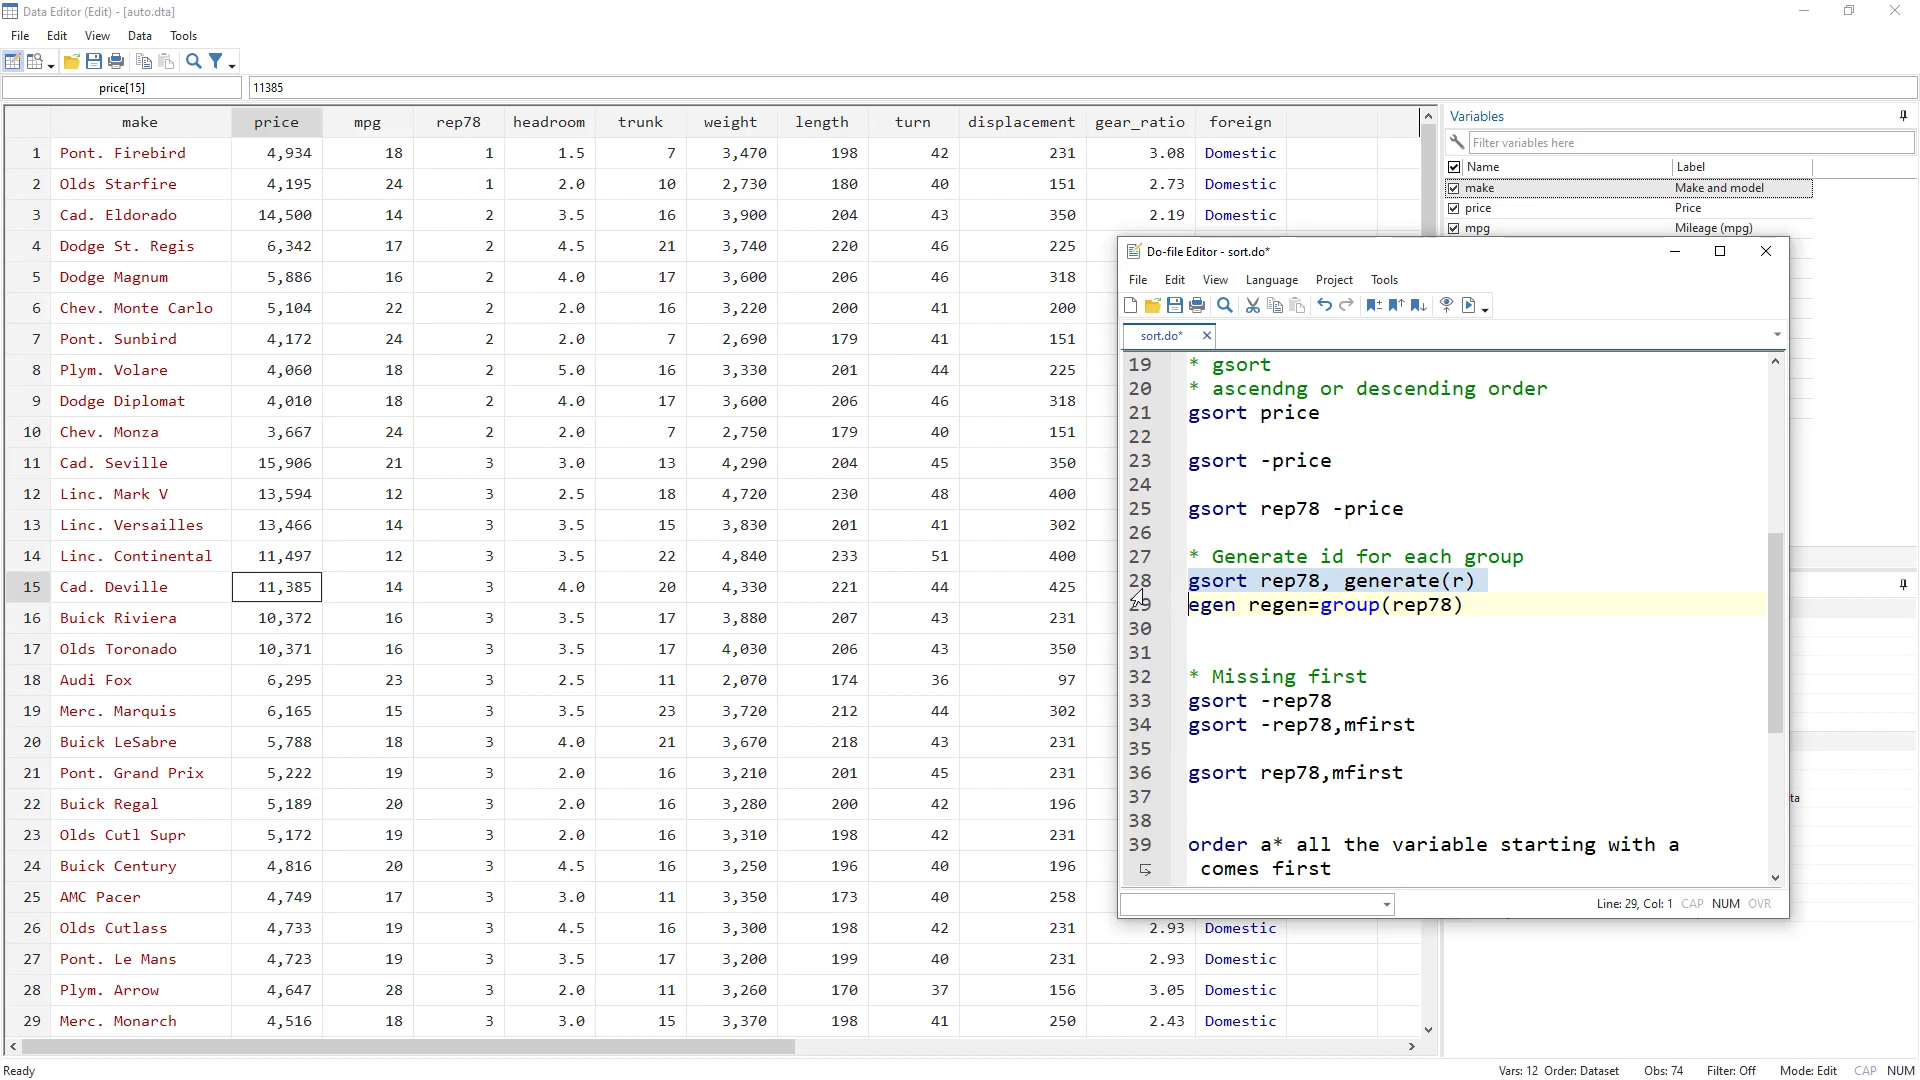 Data Editor (Edit) - [auto.dta]
File Edit View Data Tools
price[15] 11385
make price mpg rep78 headroom trunk weight length turn displacement gear_ratio foreign
1 Pont. Firebird 4,934 18 1 1.5 7 3,470 198 42 231 3.08 Domestic
2 Olds Starfire 4,195 24 1 2.0 10 2,730 180 40 151 2.73 Domestic
3 Cad. Eldorado 14,500 14 2 3.5 16 3,900 204 43 350 2.19 Domestic
4 Dodge St. Regis 6,342 17 2 4.5 21 3,740 220 46 225
5 Dodge Magnum 5,886 16 2 4.0 17 3,600 206 46 318
6 Chev. Monte Carlo 5,104 22 2 2.0 16 3,220 200 41 200
7 Pont. Sunbird 4,172 24 2 2.0 7 2,690 179 41 151
8 Plym. Volare 4,060 18 2 5.0 16 3,330 201 44 225
9 Dodge Diplomat 4,010 18 2 4.0 17 3,600 206 46 318
10 Chev. Monza 3,667 24 2 2.0 7 2,750 179 40 151
11 Cad. Seville 15,906 21 3 3.0 13 4,290 204 45 350
12 Linc. Mark V 13,594 12 3 2.5 18 4,720 230 48 400
13 Linc. Versailles 13,466 14 3 3.5 15 3,830 201 41 302
14 Linc. Continental 11,497 12 3 3.5 22 4,840 233 51 400
15 Cad. Deville 11,385 14 3 4.0 20 4,330 221 44 425
16 Buick Riviera 10,372 16 3 3.5 17 3,880 207 43 231
17 Olds Toronado 10,371 16 3 3.5 17 4,030 206 43 350
18 Audi Fox 6,295 23 3 2.5 11 2,070 174 36 97
19 Merc. Marquis 6,165 15 3 3.5 23 3,720 212 44 302
20 Buick LeSabre 5,788 18 3 4.0 21 3,670 218 43 231
21 Pont. Grand Prix 5,222 19 3 2.0 16 3,210 201 45 231
22 Buick Regal 5,189 20 3 2.0 16 3,280 200 42 196
23 Olds Cutl Supr 5,172 19 3 2.0 16 3,310 198 42 231
24 Buick Century 4,816 20 3 4.5 16 3,250 196 40 196
25 AMC Pacer 4,749 17 3 3.0 11 3,350 173 40 258
26 Olds Cutlass 4,733 19 3 4.5 16 3,300 198 42 231 2.93 Domestic
27 Pont. Le Mans 4,723 19 3 3.5 17 3,200 199 40 231 2.93 Domestic
28 Plym. Arrow 4,647 28 3 2.0 11 3,260 170 37 156 3.05 Domestic
29 Merc. Monarch 4,516 18 3 3.0 15 3,370 198 41 250 2.43 Domestic
Variables
Filter variables here
Name Label
make Make and model
price Price
mpg Mileage (mpg)
ta
Do-file Editor - sort.do*
File Edit View Language Project Tools
sort.do*
19 * gsort
20 * ascendng or descending order
21 gsort price
22
23 gsort -price
24
25 gsort rep78 -price
26
27 * Generate id for each group
28 gsort rep78, generate(r)
29 egen regen=group(rep78)
30
31
32 * Missing first
33 gsort -rep78
34 gsort -rep78,mfirst
35
36 gsort rep78,mfirst
37
38
39 order a* all the variable starting with a
comes first
Line: 29, Col: 1 CAP NUM OVR
Ready Vars: 12 Order: Dataset Obs: 74 Filter: Off Mode: Edit CAP NUM